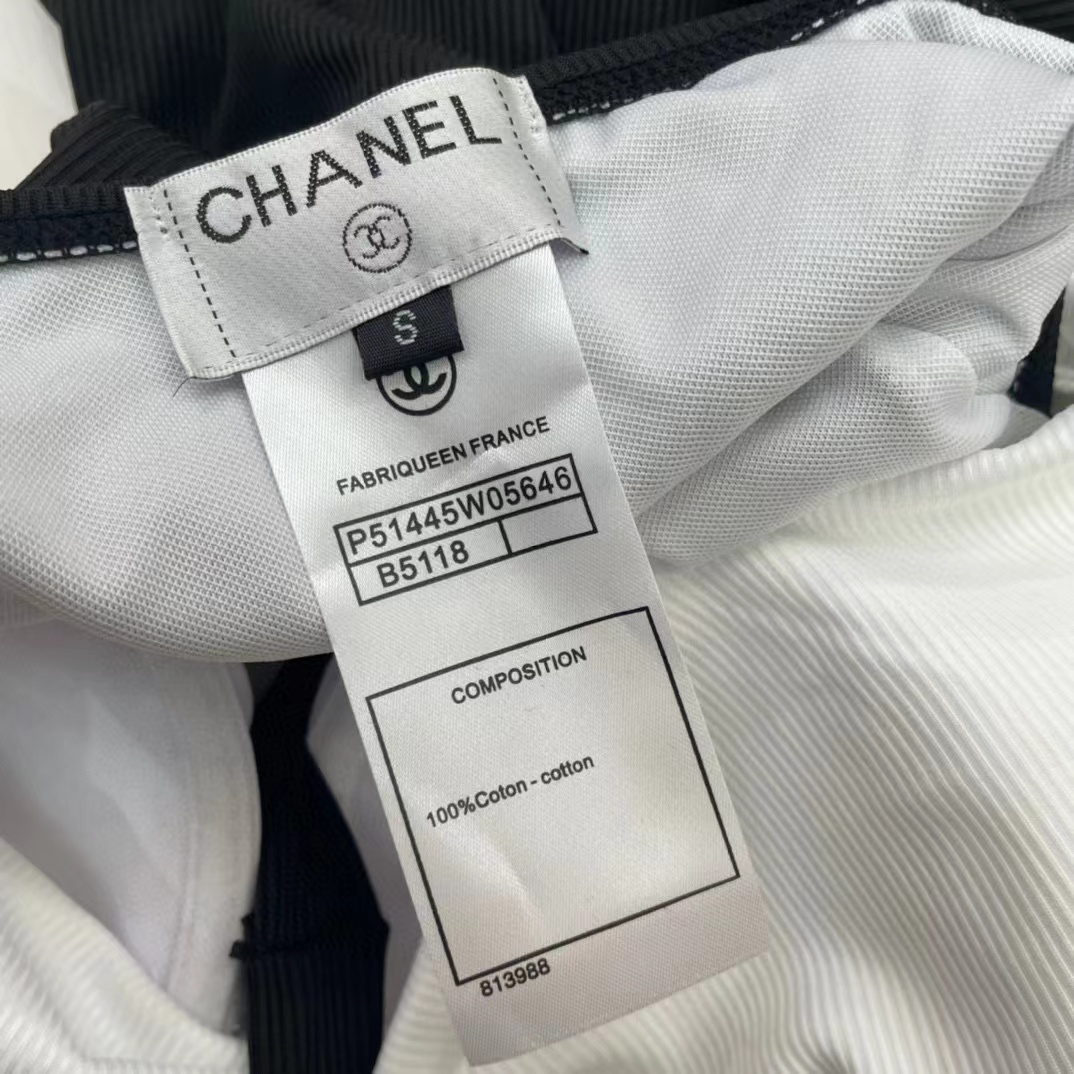 CHANEL
S
FABRIQUEEN FRANCE
P51445W05646
B5118
COMPOSITION
100%Coton - cotton
813988